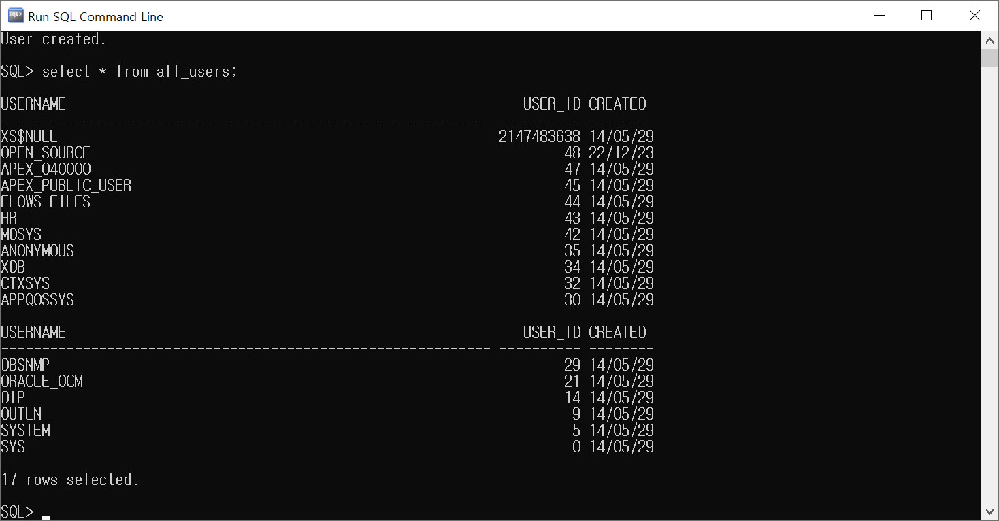 SQL> Run SQL Command Line
User created.
SQL> select * from all_users;
USERNAME USER_ID CREATED
------------------------------------------------------------ ---------- --------
XS$NULL 2147483638 14/05/29
OPEN_SOURCE 48 22/12/23
APEX_040000 47 14/05/29
APEX_PUBLIC_USER 45 14/05/29
FLOWS_FILES 44 14/05/29
HR 43 14/05/29
MDSYS 42 14/05/29
ANONYMOUS 35 14/05/29
XDB 34 14/05/29
CTXSYS 32 14/05/29
APPQOSSYS 30 14/05/29
USERNAME USER_ID CREATED
------------------------------------------------------------ ---------- --------
DBSNMP 29 14/05/29
ORACLE_OCM 21 14/05/29
DIP 14 14/05/29
OUTLN 9 14/05/29
SYSTEM 5 14/05/29
SYS 0 14/05/29
17 rows selected.
SQL>